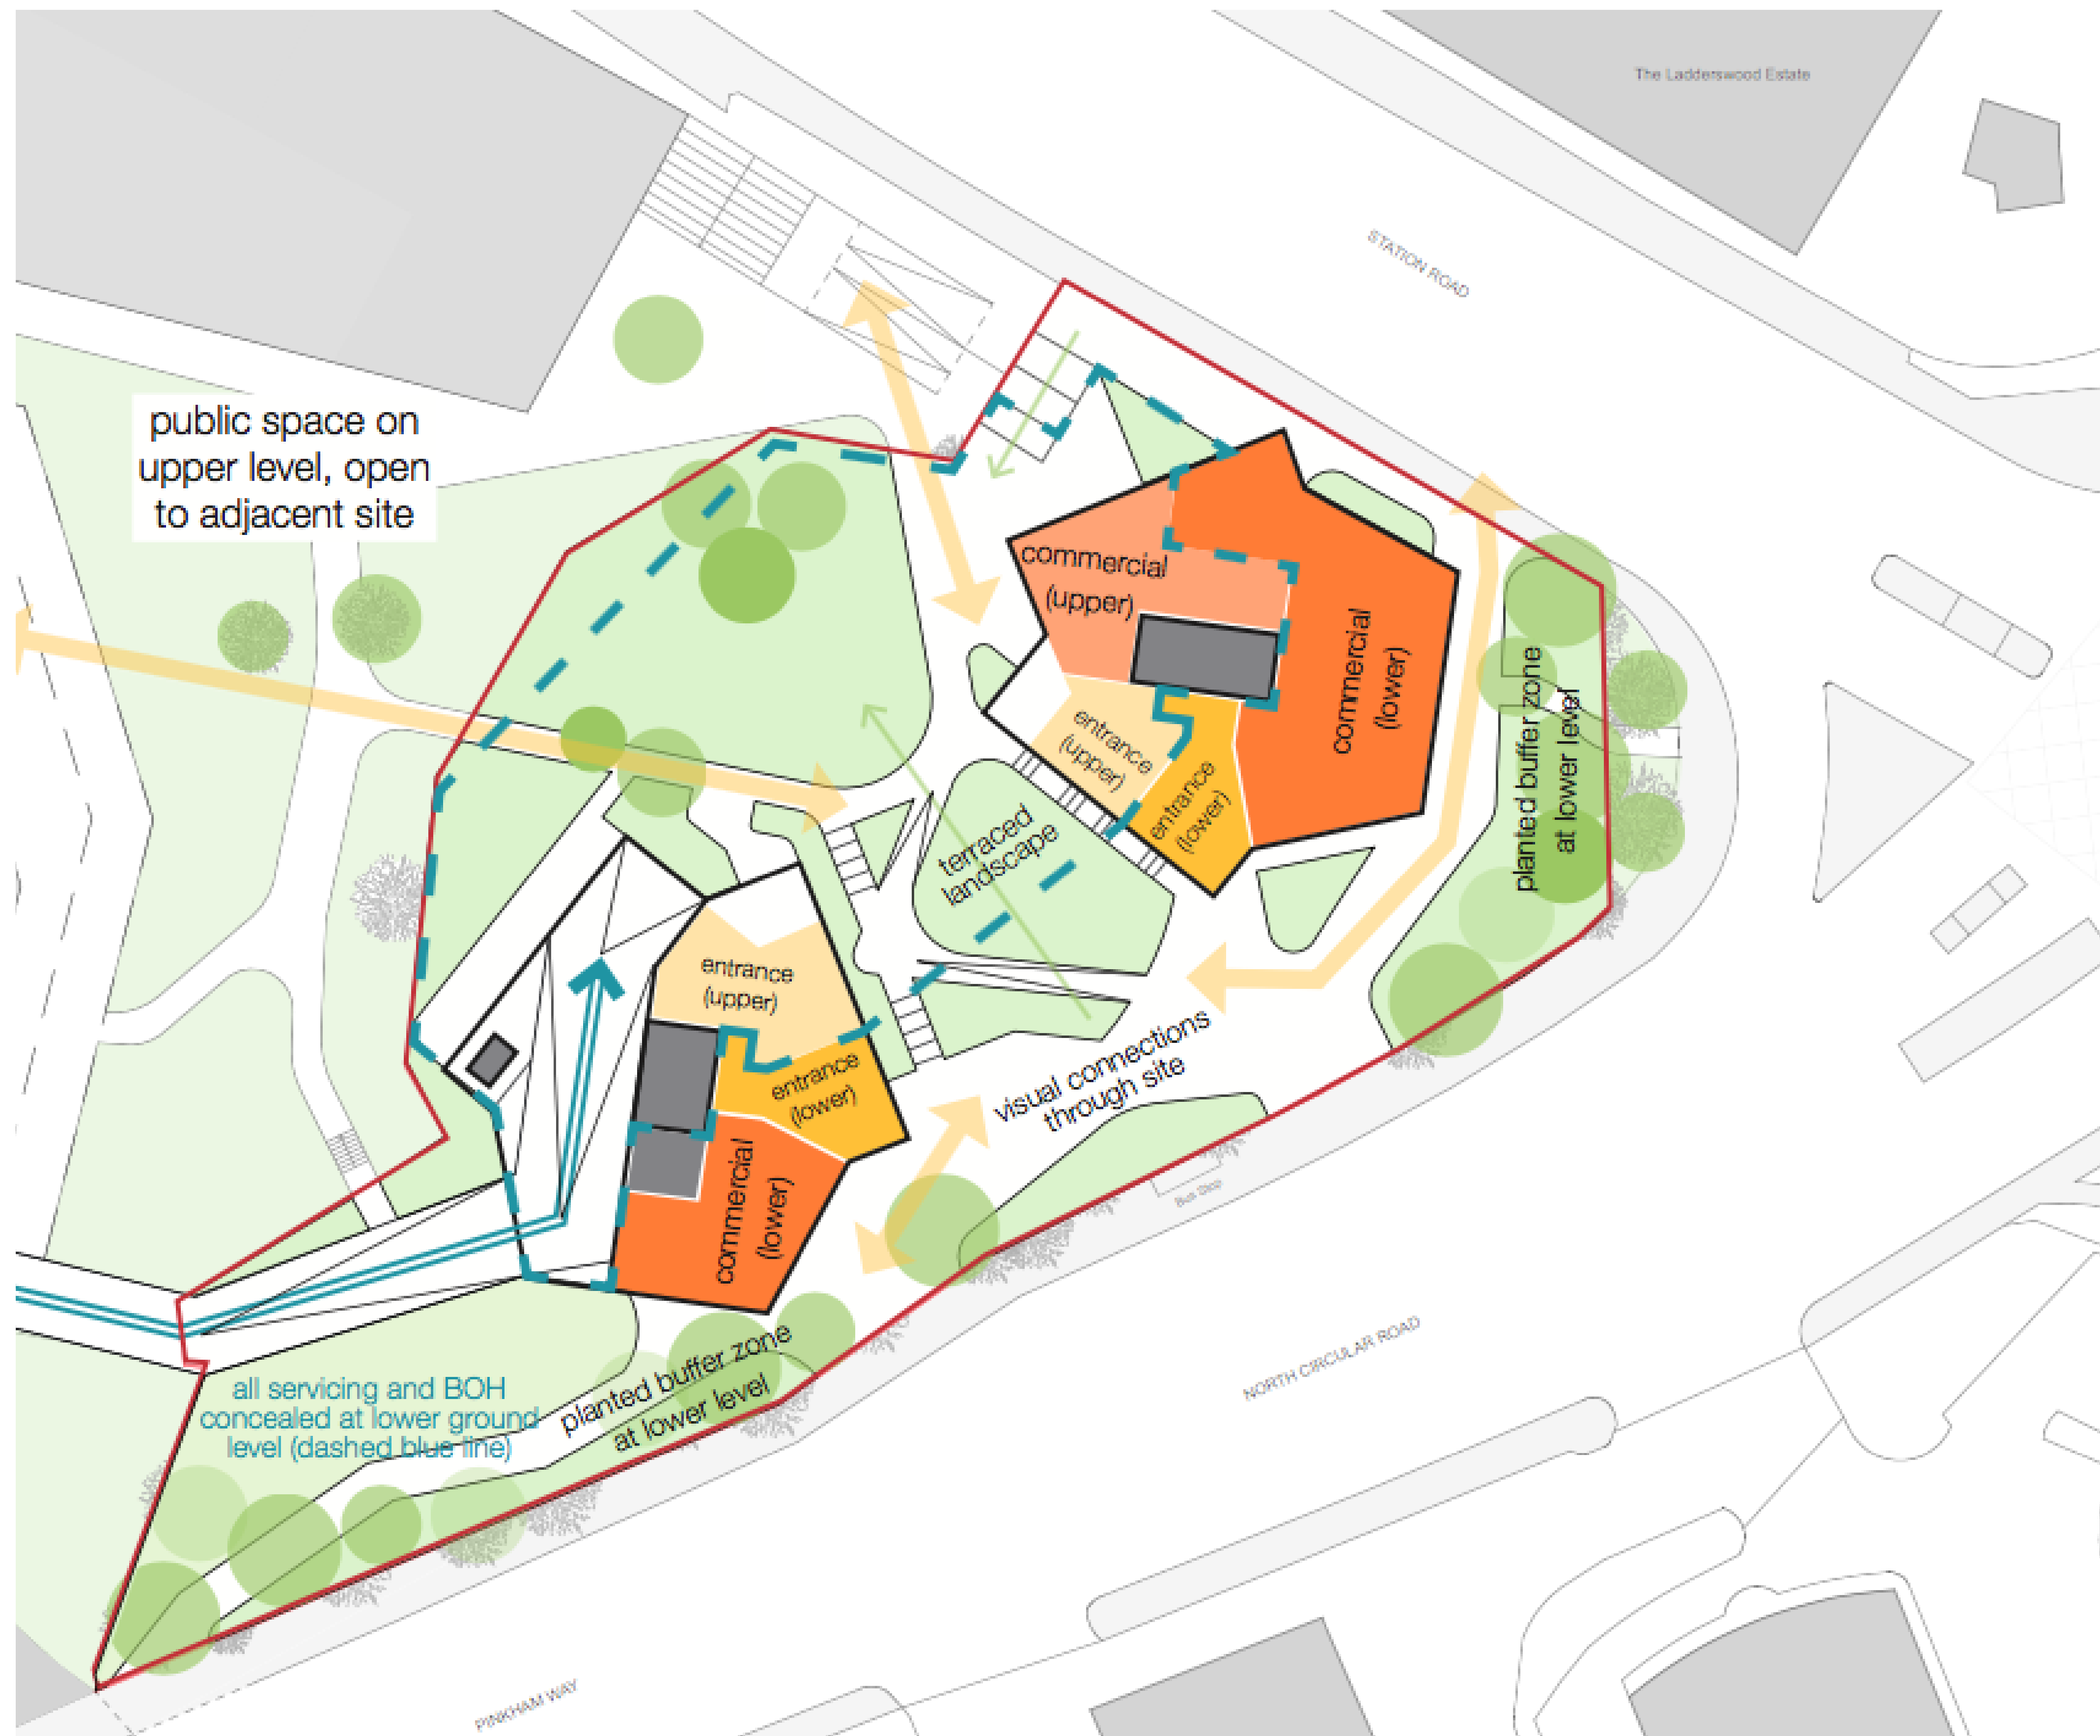 The Ladderswood Estate
STATION ROAD
public space on
upper level, open
to adjacent site
commercial
(upper)
commercial
(lower)
entrance
(upper)
entrance
(lower)
planted buffer zone
at lower level
terraced
landscape
entrance
(upper)
entrance
(lower)
visual connections
through site
commercial
(lower)
Bus Stop
NORTH CIRCULAR ROAD
planted buffer zone
at lower level
all servicing and BOH
concealed at lower ground
level (dashed blue line)
PINKHAM WAY